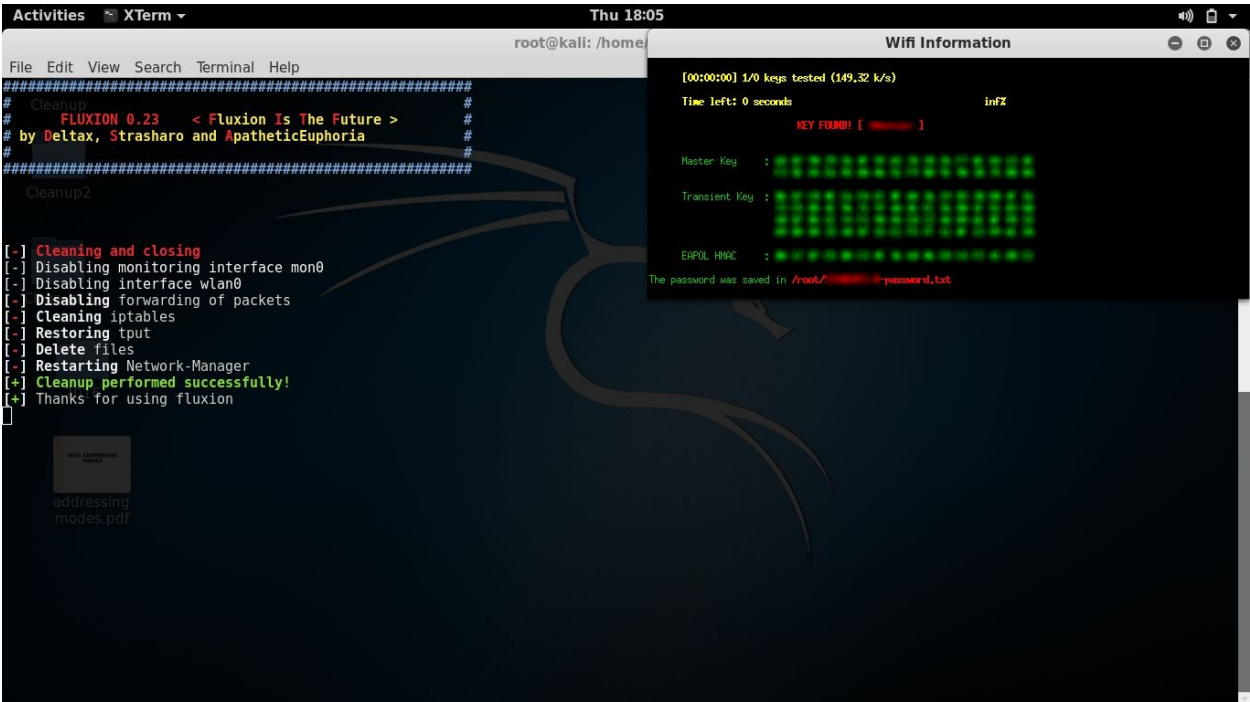 Activities XTerm Thu 18:05
root@kali: /home/
File Edit View Search Terminal Help
########################################################
# #
# FLUXION 0.23 < Fluxion Is The Future > #
# by Deltax, Strasharo and ApatheticEuphoria #
# #
########################################################
Cleanup
Cleanup2
[-] Cleaning and closing
[-] Disabling monitoring interface mon0
[-] Disabling interface wlan0
[-] Disabling forwarding of packets
[-] Cleaning iptables
[-] Restoring tput
[-] Delete files
[-] Restarting Network-Manager
[+] Cleanup performed successfully!
[+] Thanks for using fluxion
addressing
modes.pdf
Wifi Information
[00:00:00] 1/0 keys tested (149.32 k/s)
Time left: 0 seconds inf%
KEY FOUND! [ ]
Master Key :
Transient Key :
EAPOL HMAC :
The password was saved in /root/ -password.txt